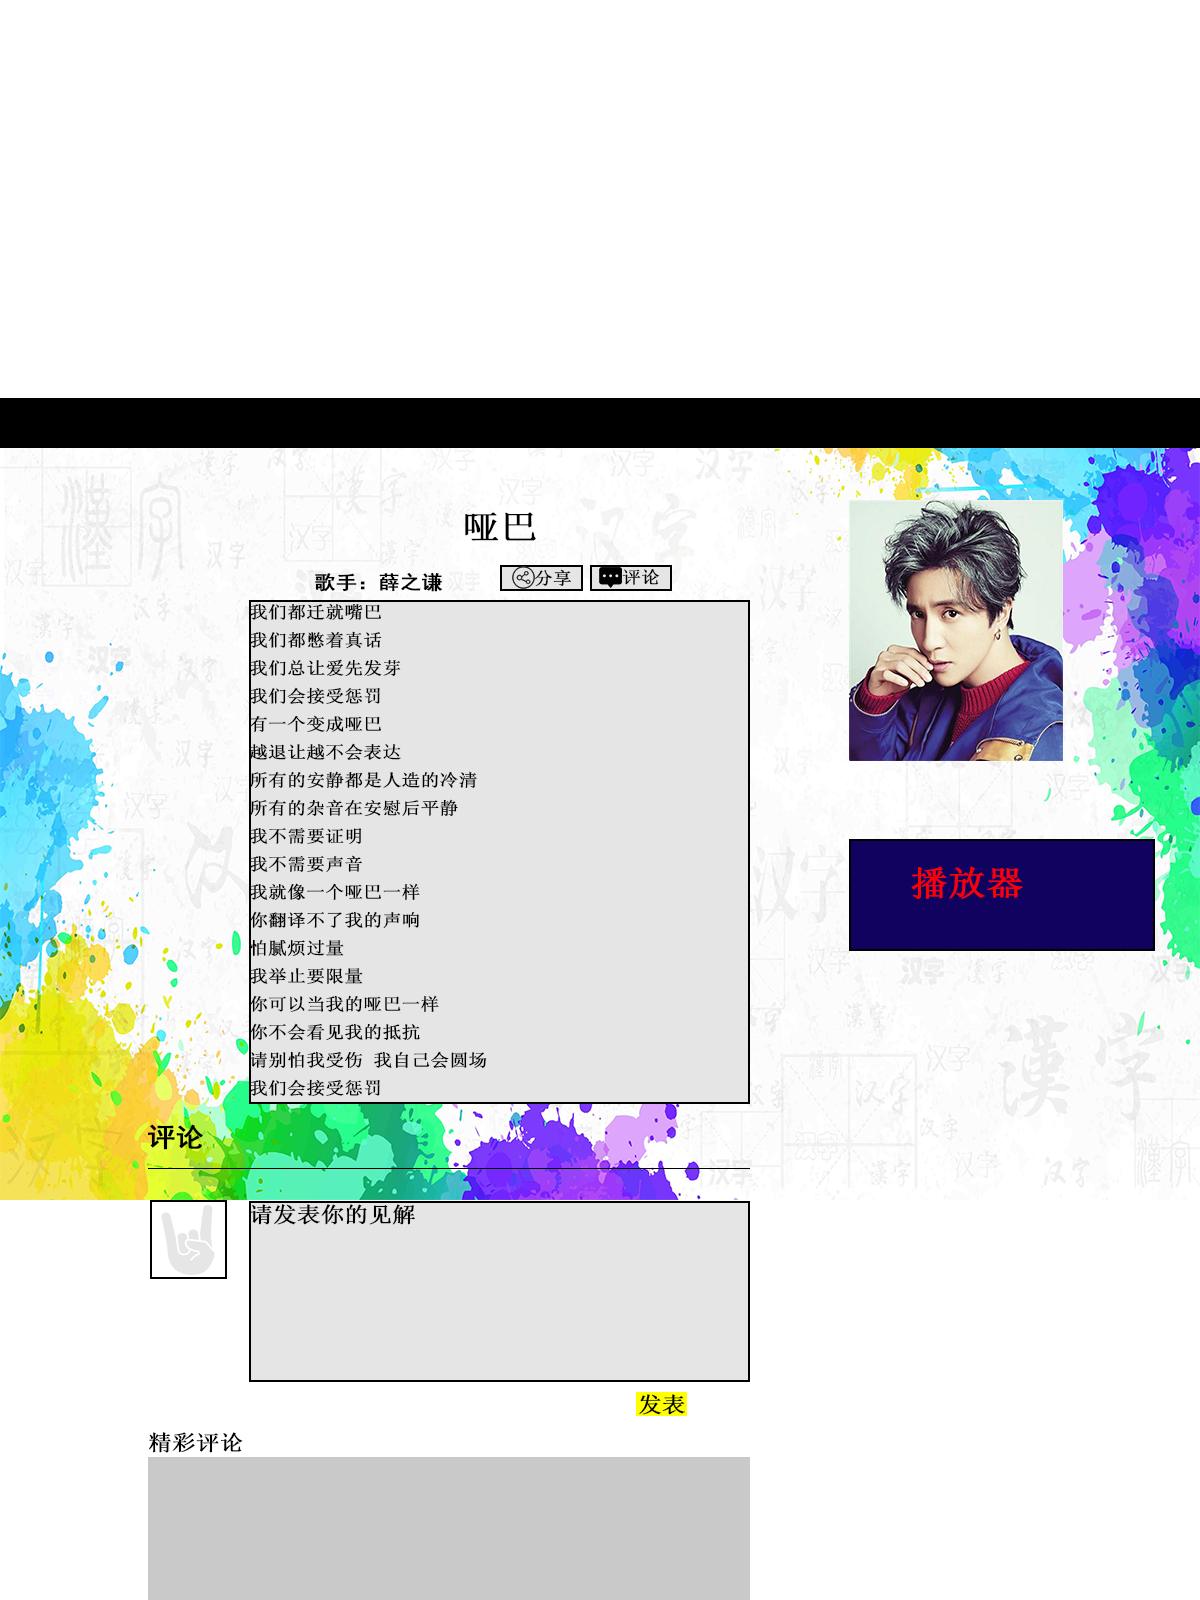 哑巴
歌手：薛之谦
分享
评论
我们都迁就嘴巴
我们都憋着真话
我们总让爱先发芽
我们会接受惩罚
有一个变成哑巴
越退让越不会表达
所有的安静都是人造的冷清
所有的杂音在安慰后平静
我不需要证明
我不需要声音
我就像一个哑巴一样
你翻译不了我的声响
怕腻烦过量
我举止要限量
你可以当我的哑巴一样
你不会看见我的抵抗
请别怕我受伤 我自己会圆场
我们会接受惩罚
播放器
评论
请发表你的见解
发表
精彩评论